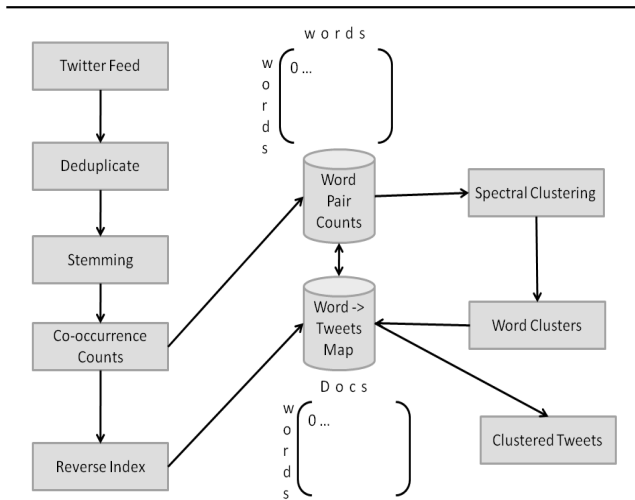 Twitter Feed
Deduplicate
Stemming
Co-occurrence
Counts
Reverse Index
w o r d s
w
o
r
d
s
0 ...
Word
Pair
Counts
Word ->
Tweets
Map
D o c s
w
o
r
d
s
0 ...
Spectral Clustering
Word Clusters
Clustered Tweets